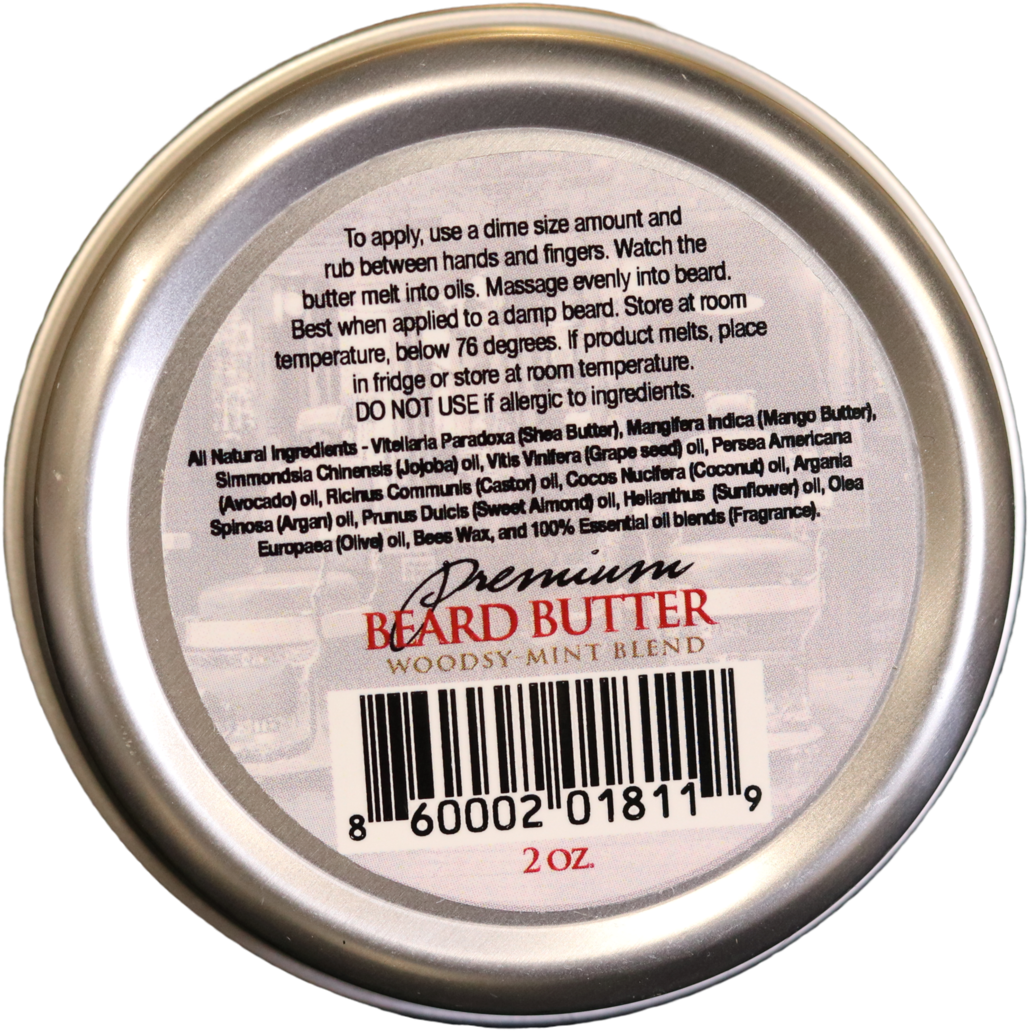 To apply, use a dime size amount and
rub between hands and fingers. Watch the
butter melt into oils. Massage evenly into beard.
Best when applied to a damp beard. Store at room
temperature, below 76 degrees. If product melts, place
in fridge or store at room temperature.
DO NOT USE if allergic to ingredients.
All Natural Ingredients - Vitellaria Paradoxa (Shea Butter), Mangifera Indica (Mango Butter),
Simmondsia Chinensis (Jojoba) oil, Vitis Vinifera (Grape seed) oil, Persea Americana
(Avocado) oil, Ricinus Communis (Castor) oil, Cocos Nucifera (Coconut) oil, Argania
Spinosa (Argan) oil, Prunus Dulcis (Sweet Almond) oil, Helianthus (Sunflower) oil, Olea
Europaea (Olive) oil, Bees Wax, and 100% Essential oil blends (Fragrance).
Premium
BEARD BUTTER
WOODSY-MINT BLEND
8 60002 01811 9
2 OZ.